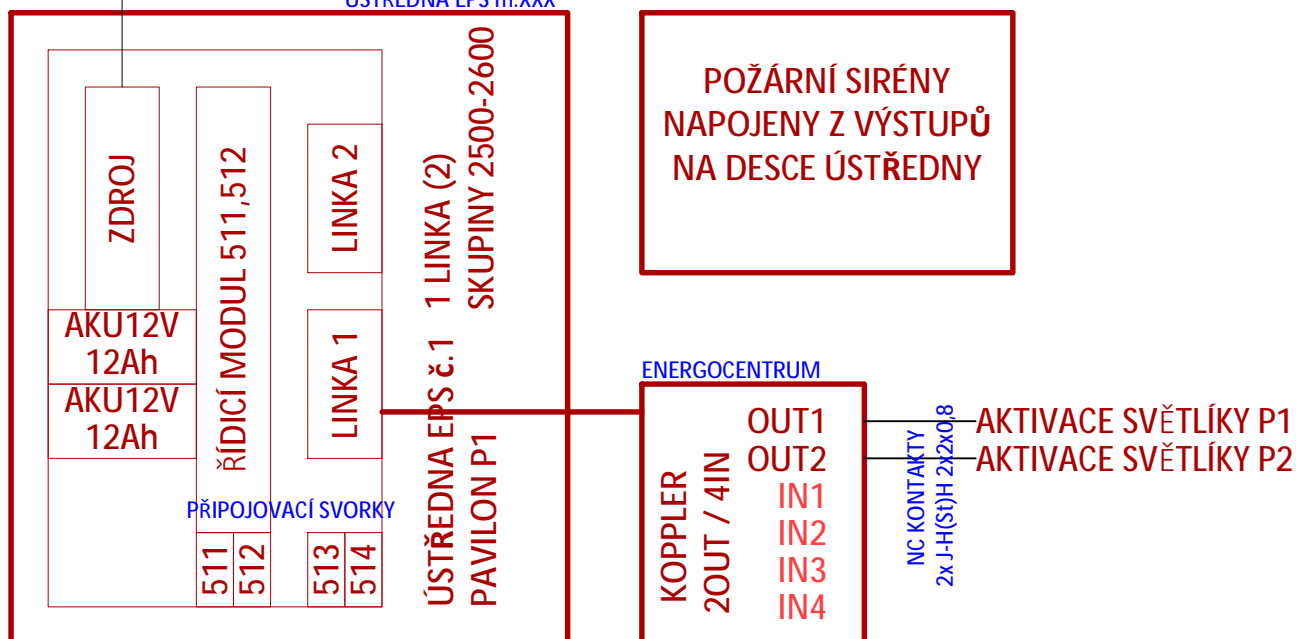 ÚSTŘEDNA EPS m.XXX
ZDROJ
AKU12V
12Ah
AKU12V
12Ah
ŘÍDICÍ MODUL 511,512
LINKA 2
LINKA 1
PŘIPOJOVACÍ SVORKY
511
512
513
514
ÚSTŘEDNA EPS č.1 1 LINKA (2)
PAVILON P1 SKUPINY 2500-2600
POŽÁRNÍ SIRÉNY
NAPOJENY Z VÝSTUPŮ
NA DESCE ÚSTŘEDNY
ENERGOCENTRUM
KOPPLER
2OUT / 4IN
OUT1
OUT2
IN1
IN2
IN3
IN4
NC KONTAKTY
2x J-H(St)H 2x2x0,8
AKTIVACE SVĚTLÍKY P1
AKTIVACE SVĚTLÍKY P2